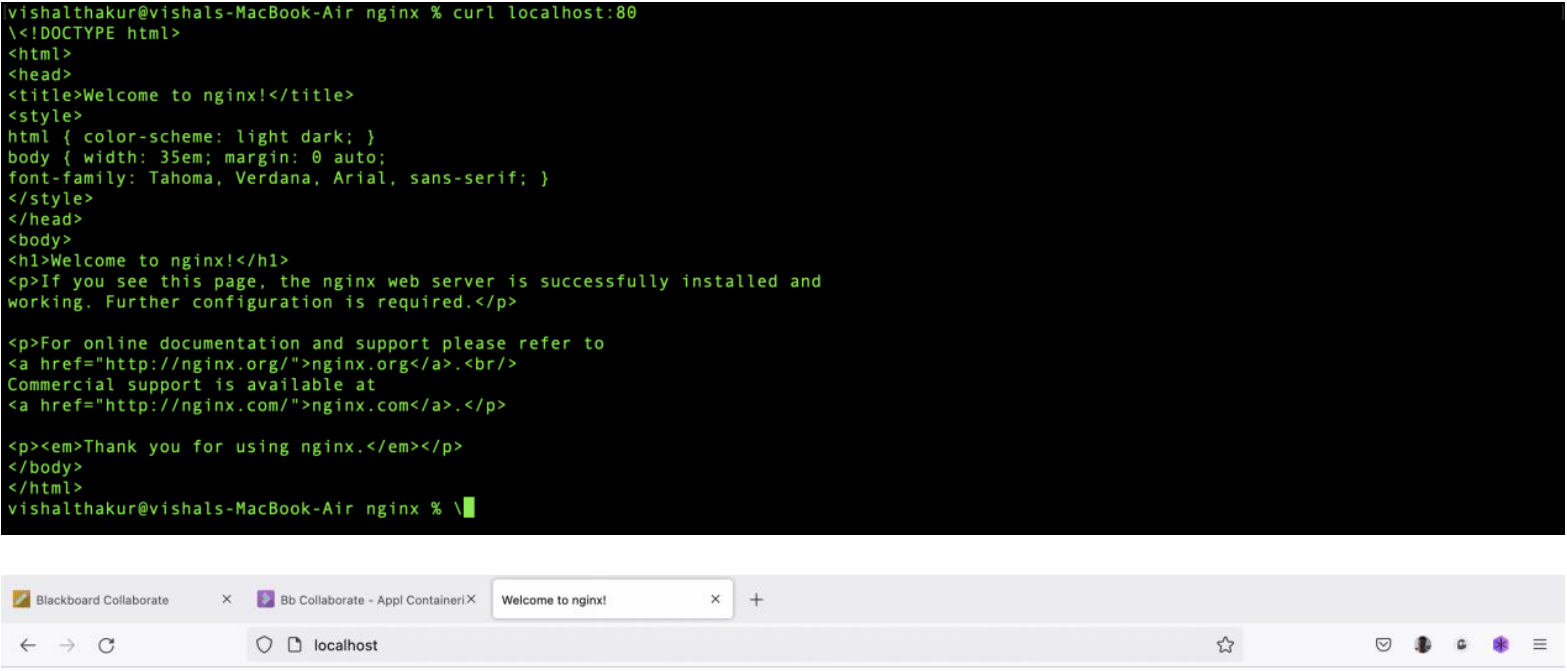 vishalthakur@vishals-MacBook-Air nginx % curl localhost:80
\<!DOCTYPE html>
<html>
<head>
<title>Welcome to nginx!</title>
<style>
html { color-scheme: light dark; }
body { width: 35em; margin: 0 auto;
font-family: Tahoma, Verdana, Arial, sans-serif; }
</style>
</head>
<body>
<h1>Welcome to nginx!</h1>
<p>If you see this page, the nginx web server is successfully installed and
working. Further configuration is required.</p>

<p>For online documentation and support please refer to
<a href="http://nginx.org/">nginx.org</a>.<br/>
Commercial support is available at
<a href="http://nginx.com/">nginx.com</a>.</p>

<p><em>Thank you for using nginx.</em></p>
</body>
</html>
vishalthakur@vishals-MacBook-Air nginx % \
Blackboard Collaborate Bb Collaborate - Appl Containeri Welcome to nginx!
localhost